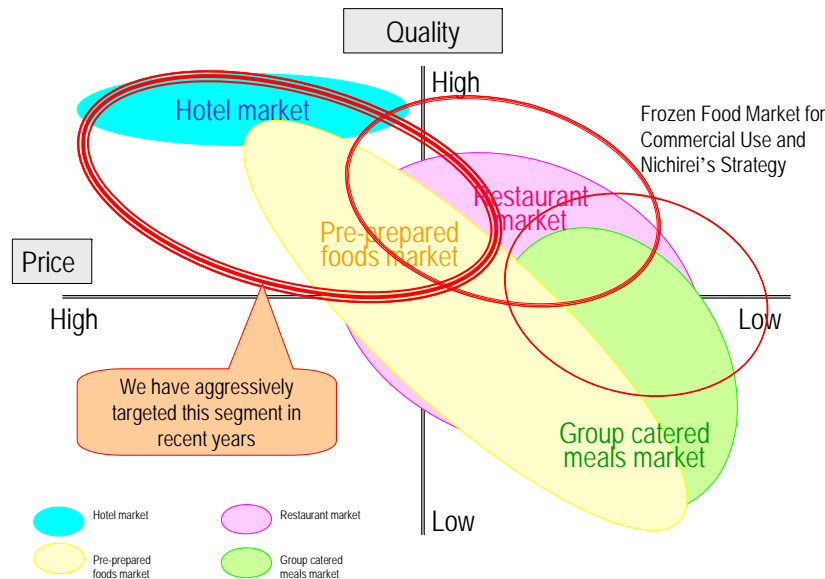 Quality
High
Hotel market
Frozen Food Market for
Commercial Use and
Nichirei's Strategy
Restaurant
market
Pre-prepared
foods market
Price
High
Low
We have aggressively
targeted this segment in
recent years
Group catered
meals market
Low
Hotel market
Restaurant market
Pre-prepared
foods market
Group catered
meals market